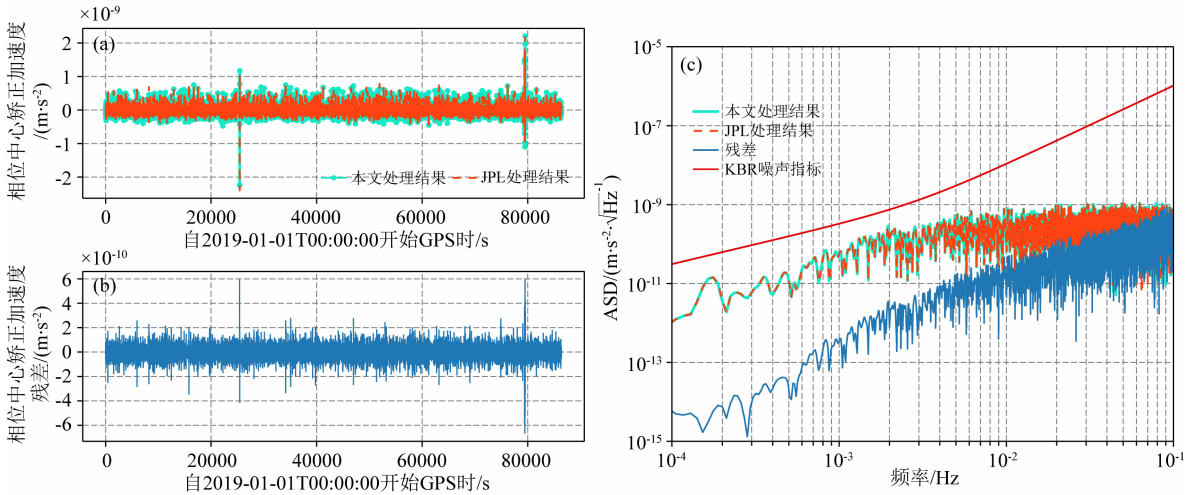 ×10⁻⁹
(a)
相位中心矫正加速度
/(m·s⁻²)
2
1
0
-1
-2
本文处理结果
JPL处理结果
0
20000
40000
60000
80000
自2019-01-01T00:00:00开始GPS时/s
×10⁻¹⁰
(b)
相位中心矫正加速度
残差/(m·s⁻²)
6
4
2
0
-2
-4
-6
0
20000
40000
60000
80000
自2019-01-01T00:00:00开始GPS时/s
(c)
本文处理结果
JPL处理结果
残差
KBR噪声指标
ASD/(m·s⁻²·√Hz⁻¹)
10⁻⁵
10⁻⁷
10⁻⁹
10⁻¹¹
10⁻¹³
10⁻¹⁵
10⁻⁴
10⁻³
10⁻²
10⁻¹
频率/Hz